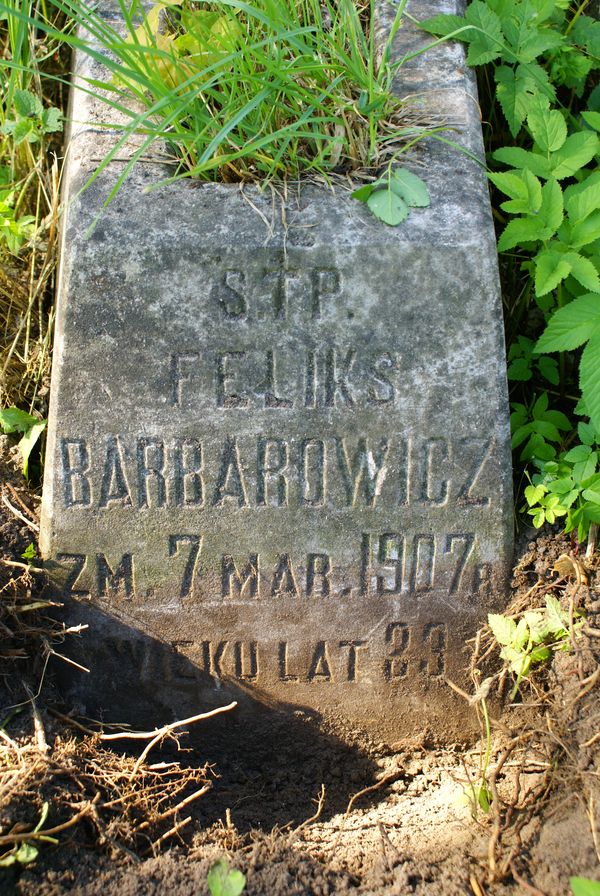 S.T.P.
FELIKS
BARBAROWICZ
ZM. 7 MAR. 1907 R
WIEKU LAT 33